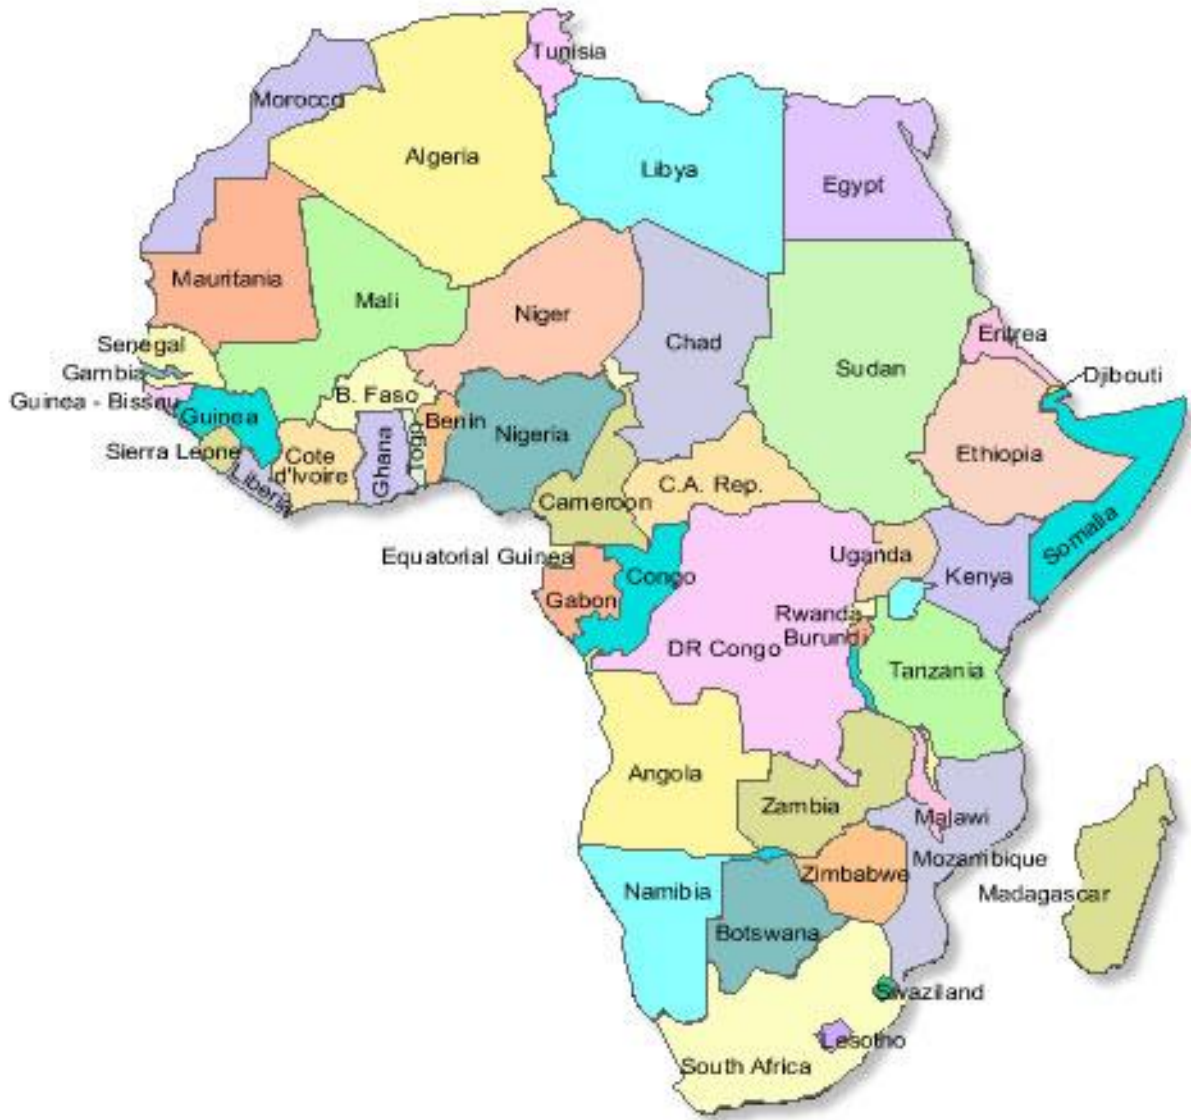 Tunisia
Morocco
Algeria
Libya
Egypt
Mauritania
Mali
Niger
Chad
Sudan
Eritrea
Senegal
Gambia
Djibouti
Guinea - Bissau
B. Faso
Guinea
Benin
Nigeria
Togo
Ghana
Sierra Leone
Cote
d'Ivoire
Liberia
Ethiopia
C.A. Rep.
Cameroon
Somalia
Equatorial Guinea
Uganda
Congo
Kenya
Gabon
Rwanda
Burundi
DR Congo
Tanzania
Angola
Zambia
Malawi
Mozambique
Zimbabwe
Namibia
Madagascar
Botswana
Swaziland
Lesotho
South Africa